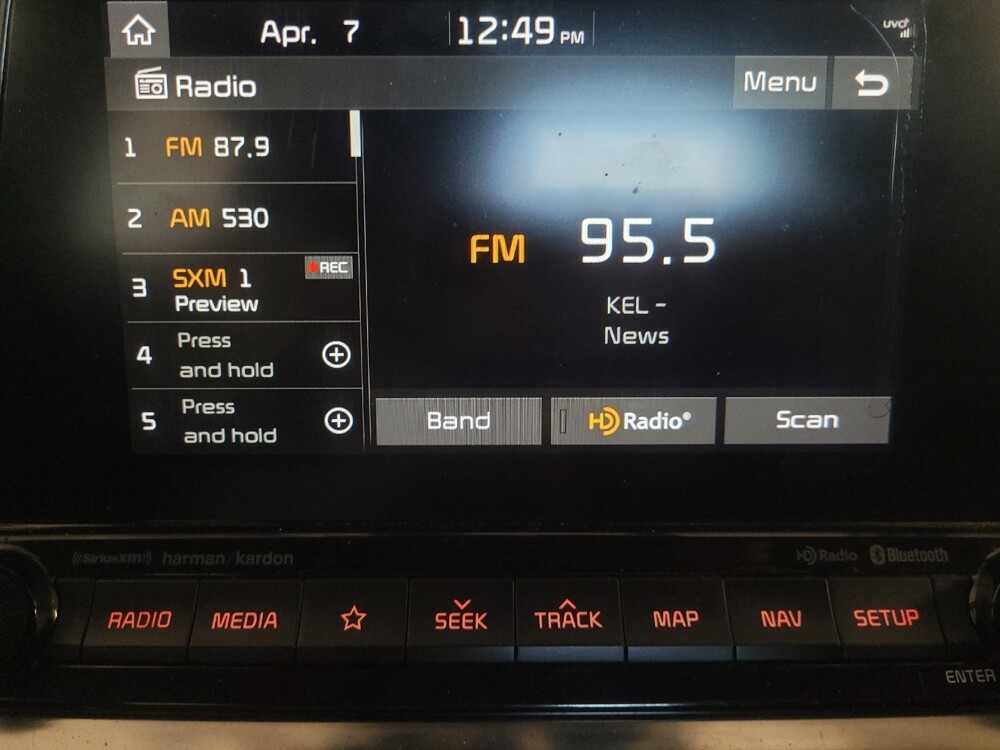 Apr. 7 12:49 PM UVO
Radio Menu
1 FM 87.9
2 AM 530
3 SXM 1 REC
Preview
4 Press
and hold
5 Press
and hold
FM 95.5
KEL -
News
Band HD Radio® Scan
((SiriusXM)) harman/kardon HD Radio Bluetooth
RADIO MEDIA SEEK TRACK MAP NAV SETUP
ENTER